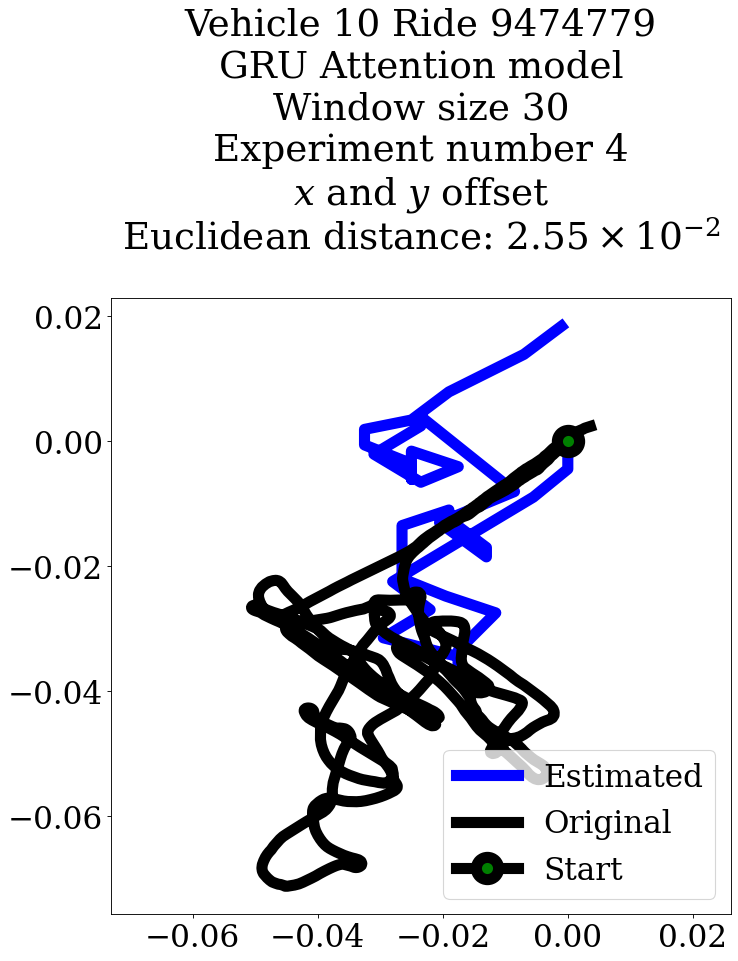 Vehicle 10 Ride 9474779
GRU Attention model
Window size 30
Experiment number 4
x and y offset
Euclidean distance: 2.55 × 10⁻²
0.02
0.00
−0.02
−0.04
−0.06
Estimated
Original
Start
−0.06 −0.04 −0.02 0.00 0.02